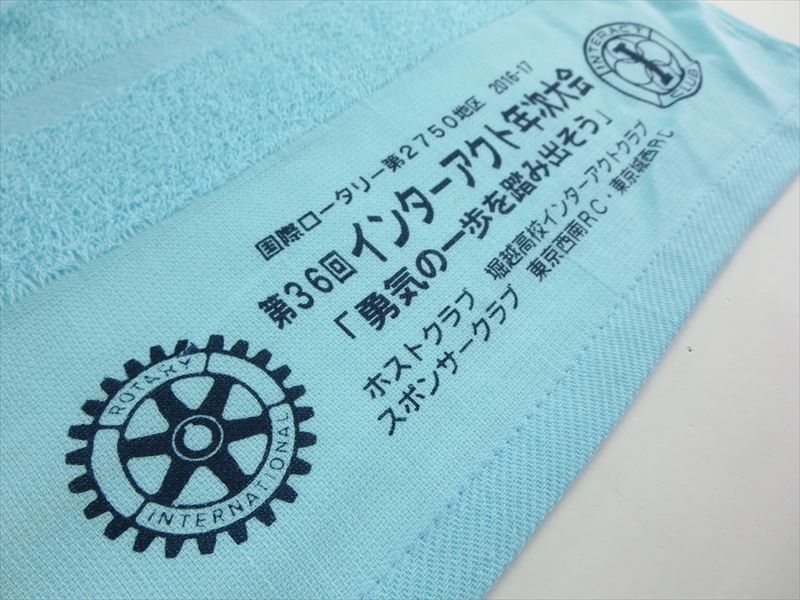 国際ロータリー第2750地区 2016-17
第36回インターアクト年次大会
「勇気の一歩を踏み出そう」
ホストクラブ 堀越高校インターアクトクラブ
スポンサークラブ 東京西南RC・東京城西RC
ROTARY
INTERNATIONAL
INTERACT
CLUB